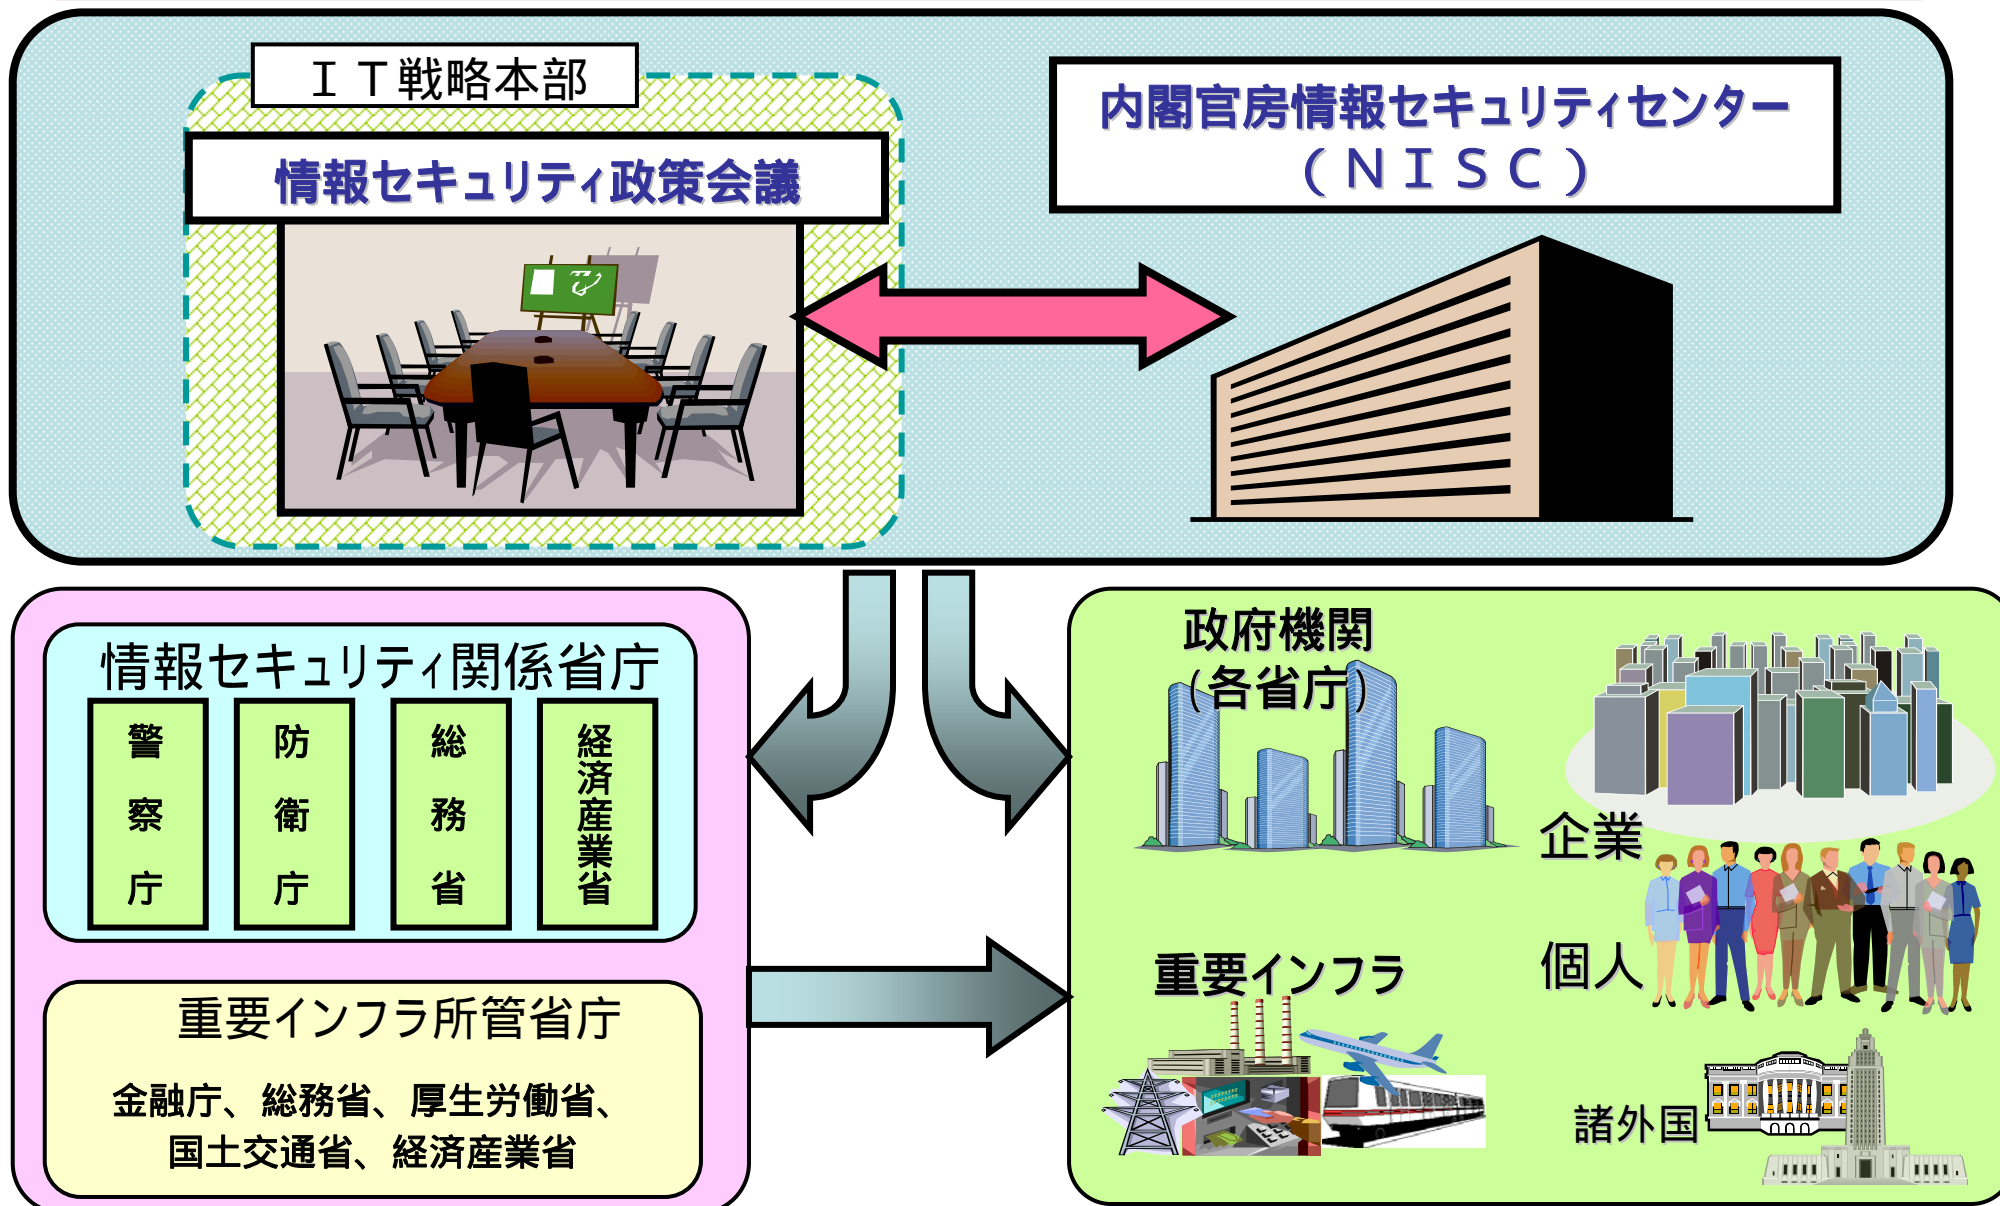 ＩＴ戦略本部
情報セキュリティ政策会議
内閣官房情報セキュリティセンター
（ＮＩＳＣ）
情報セキュリティ関係省庁
警察庁
防衛庁
総務省
経済産業省
重要インフラ所管省庁
金融庁、総務省、厚生労働省、
国土交通省、経済産業省
政府機関
（各省庁）
企業
個人
重要インフラ
諸外国